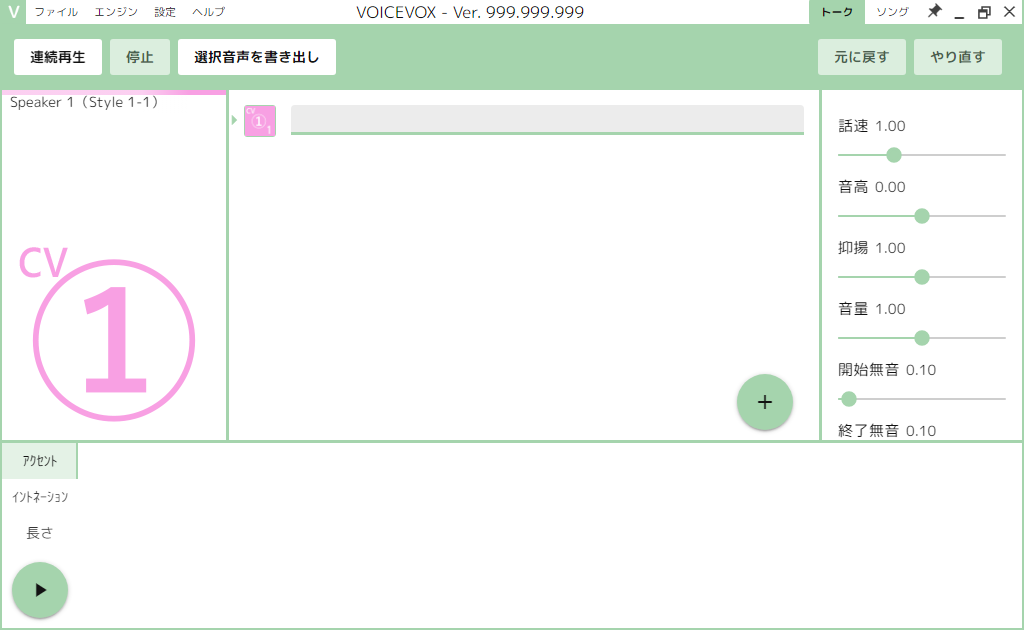 V ファイル エンジン 設定 ヘルプ VOICEVOX - Ver. 999.999.999 トーク ソング
連続再生 停止 選択音声を書き出し 元に戻す やり直す
Speaker 1（Style 1-1）
CV
①
CV
①
1
話速 1.00
音高 0.00
抑揚 1.00
音量 1.00
開始無音 0.10
終了無音 0.10
+
アクセント
イントネーション
長さ